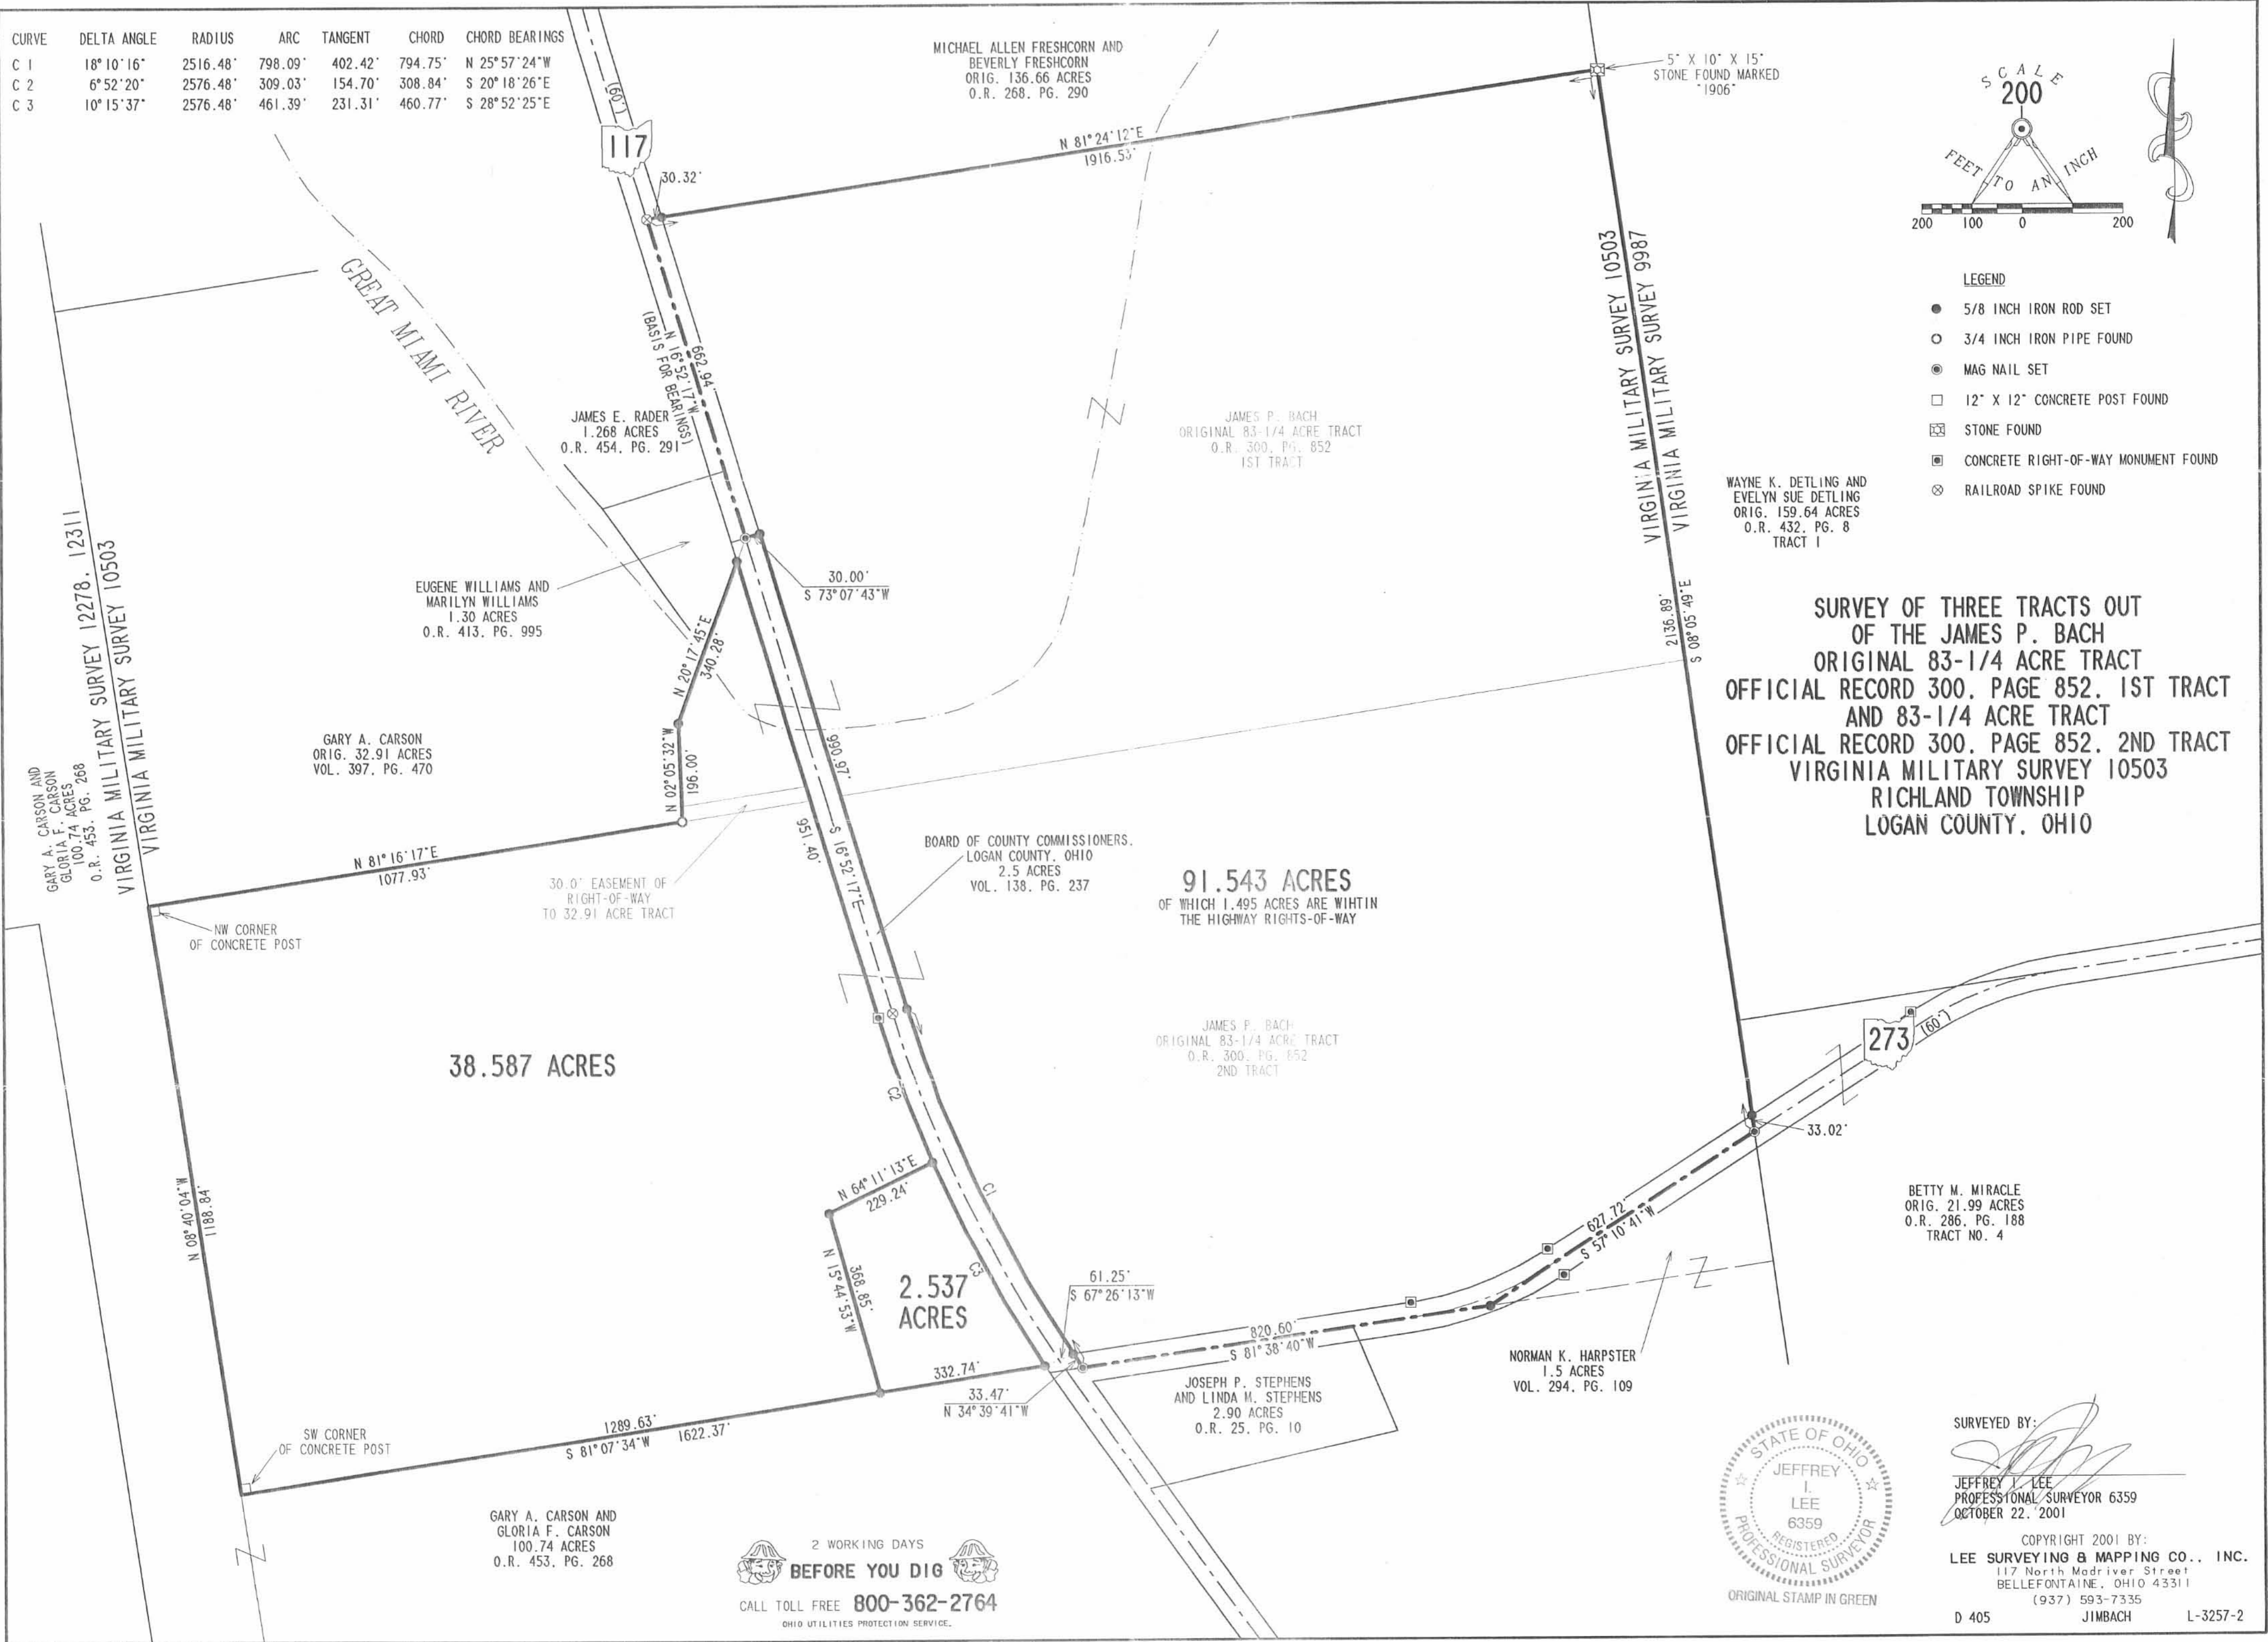 CURVE DELTA ANGLE RADIUS ARC TANGENT CHORD CHORD BEARINGS
C 1 18°10'16" 2516.48' 798.09' 402.42' 794.75' N 25°57'24"W
C 2 6°52'20" 2576.48' 309.03' 154.70' 308.84' S 20°18'26"E
C 3 10°15'37" 2576.48' 461.39' 231.31' 460.77' S 28°52'25"E
(60')
117
MICHAEL ALLEN FRESHCORN AND
BEVERLY FRESHCORN
ORIG. 136.66 ACRES
O.R. 268, PG. 290
N 81°24'12"E
1916.53'
30.32'
5" X 10" X 15"
STONE FOUND MARKED
"1906"
SCALE
200
FEET TO AN INCH
200 100 0 200
LEGEND
5/8 INCH IRON ROD SET
3/4 INCH IRON PIPE FOUND
MAG NAIL SET
12" X 12" CONCRETE POST FOUND
STONE FOUND
CONCRETE RIGHT-OF-WAY MONUMENT FOUND
RAILROAD SPIKE FOUND
GREAT MIAMI RIVER
662.94'
N 16°52'17"W
(BASIS FOR BEARINGS)
JAMES E. RADER
1.268 ACRES
O.R. 454, PG. 291
JAMES P. BACH
ORIGINAL 83-1/4 ACRE TRACT
O.R. 300, PG. 852
1ST TRACT
VIRGINIA MILITARY SURVEY 10503
VIRGINIA MILITARY SURVEY 9987
WAYNE K. DETLING AND
EVELYN SUE DETLING
ORIG. 159.64 ACRES
O.R. 432, PG. 8
TRACT 1
2136.89'
S 08°05'49"E
EUGENE WILLIAMS AND
MARILYN WILLIAMS
1.30 ACRES
O.R. 413, PG. 995
30.00'
S 73°07'43"W
N 20°17'45"E
340.28'
SURVEY OF THREE TRACTS OUT
OF THE JAMES P. BACH
ORIGINAL 83-1/4 ACRE TRACT
OFFICIAL RECORD 300, PAGE 852, 1ST TRACT
AND 83-1/4 ACRE TRACT
OFFICIAL RECORD 300, PAGE 852, 2ND TRACT
VIRGINIA MILITARY SURVEY 10503
RICHLAND TOWNSHIP
LOGAN COUNTY, OHIO
VIRGINIA MILITARY SURVEY 12278, 12311
VIRGINIA MILITARY SURVEY 10503
GARY A. CARSON AND
GLORIA F. CARSON
100.74 ACRES
O.R. 453, PG. 268
GARY A. CARSON
ORIG. 32.91 ACRES
VOL. 397, PG. 470
N 02°05'32"W
196.00'
990.97'
951.40'
S 16°52'17"E
N 81°16'17"E
1077.93'
30.0' EASEMENT OF
RIGHT-OF-WAY
TO 32.91 ACRE TRACT
BOARD OF COUNTY COMMISSIONERS,
LOGAN COUNTY, OHIO
2.5 ACRES
VOL. 138, PG. 237
91.543 ACRES
OF WHICH 1.495 ACRES ARE WIHTIN
THE HIGHWAY RIGHTS-OF-WAY
NW CORNER
OF CONCRETE POST
38.587 ACRES
JAMES P. BACH
ORIGINAL 83-1/4 ACRE TRACT
O.R. 300, PG. 852
2ND TRACT
273
(60')
C2
C1
C3
33.02'
N 08°40'04"W
1188.84'
N 64°11'13"E
229.24'
N 15°44'53"W
368.85'
2.537
ACRES
61.25'
S 67°26'13"W
627.72'
S 57°10'41"W
820.60'
S 81°38'40"W
BETTY M. MIRACLE
ORIG. 21.99 ACRES
O.R. 286, PG. 188
TRACT NO. 4
NORMAN K. HARPSTER
1.5 ACRES
VOL. 294, PG. 109
332.74'
33.47'
N 34°39'41"W
JOSEPH P. STEPHENS
AND LINDA M. STEPHENS
2.90 ACRES
O.R. 25, PG. 10
SW CORNER
OF CONCRETE POST
1289.63'
S 81°07'34"W 1622.37'
GARY A. CARSON AND
GLORIA F. CARSON
100.74 ACRES
O.R. 453, PG. 268
2 WORKING DAYS
BEFORE YOU DIG
CALL TOLL FREE 800-362-2764
OHIO UTILITIES PROTECTION SERVICE.
STATE OF OHIO
JEFFREY
I.
LEE
6359
REGISTERED
PROFESSIONAL SURVEYOR
ORIGINAL STAMP IN GREEN
SURVEYED BY:
JEFFREY I. LEE
PROFESSIONAL SURVEYOR 6359
OCTOBER 22, 2001
COPYRIGHT 2001 BY:
LEE SURVEYING & MAPPING CO., INC.
117 North Madriver Street
BELLEFONTAINE, OHIO 43311
(937) 593-7335
D 405 JIMBACH L-3257-2